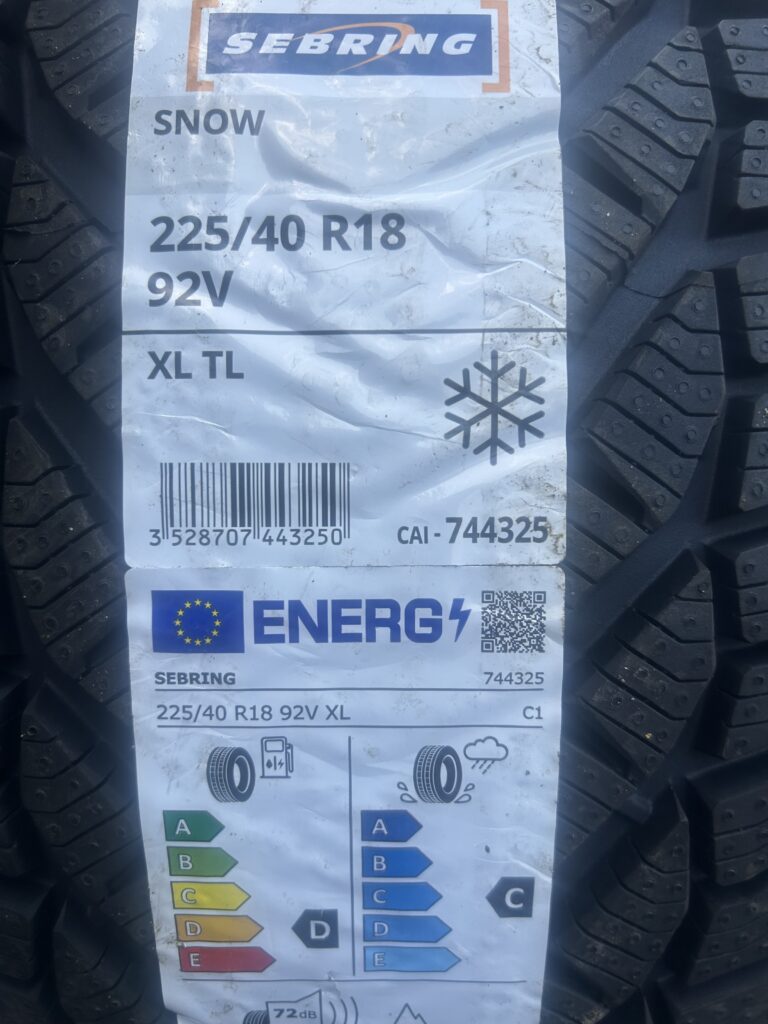 SEBRING
SNOW
225/40 R18
92V
XL TL
3 528707 443250
CAI - 744325
ENERG
SEBRING 744325
225/40 R18 92V XL C1
A A
B B
C C C
D D D
E E
72dB